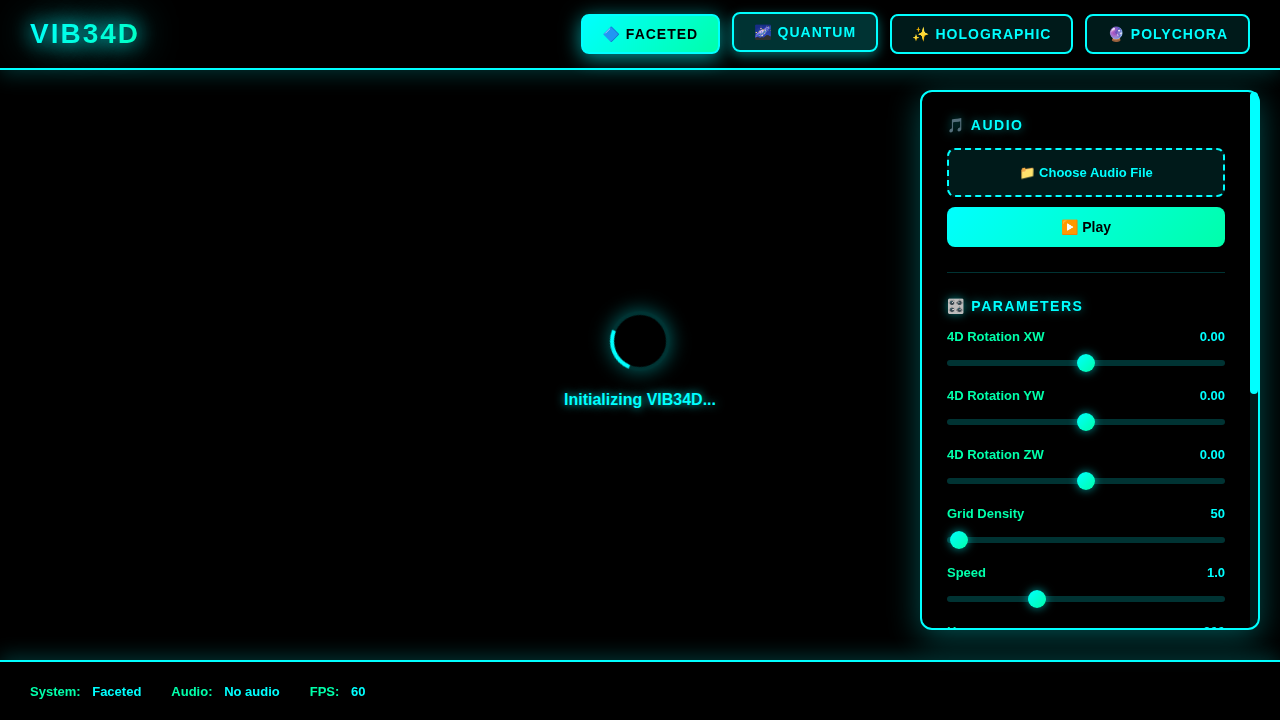 VIB34D
🔷 FACETED
🌌 QUANTUM
✨ HOLOGRAPHIC
🔮 POLYCHORA
🎵 AUDIO
📁 Choose Audio File
▶️ Play
🎛️ PARAMETERS
4D Rotation XW 0.00
4D Rotation YW 0.00
4D Rotation ZW 0.00
Grid Density 50
Speed 1.0
Initializing VIB34D...
System: Faceted Audio: No audio FPS: 60